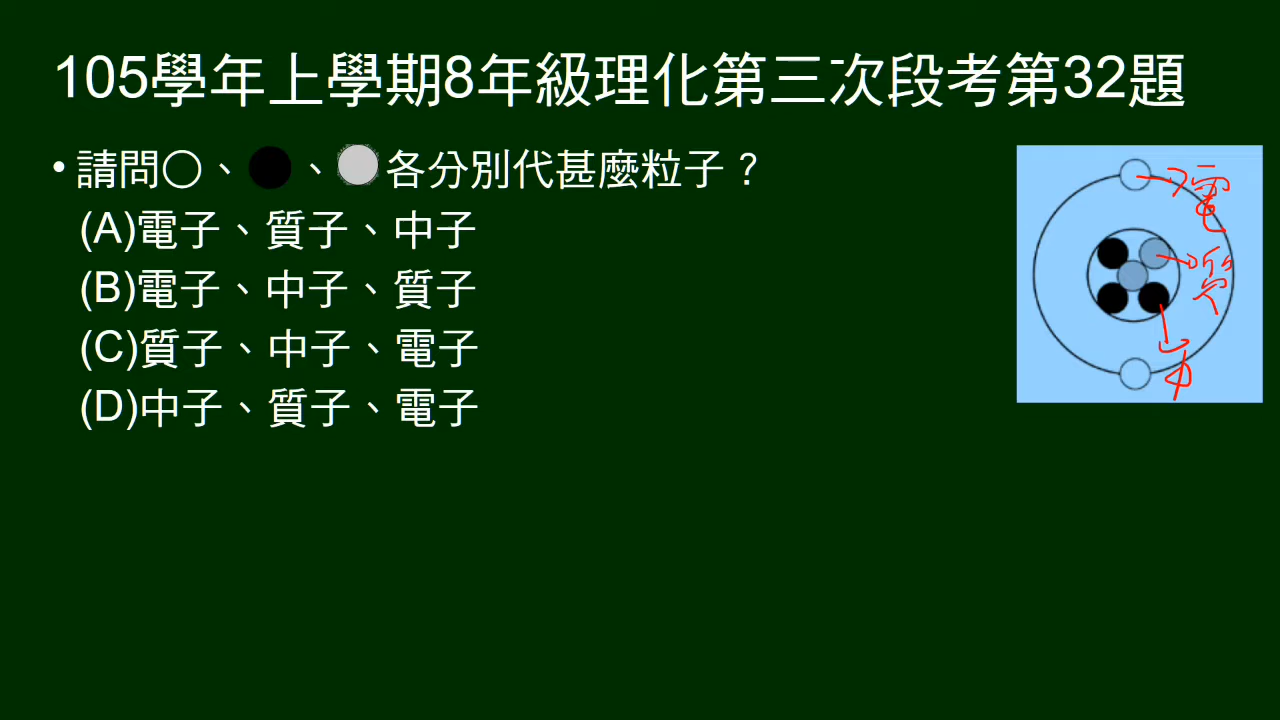 105學年上學期8年級理化第三次段考第32題
•請問○、●、各分別代甚麼粒子？
(A)電子、質子、中子
(B)電子、中子、質子
(C)質子、中子、電子
(D)中子、質子、電子
電
質
中